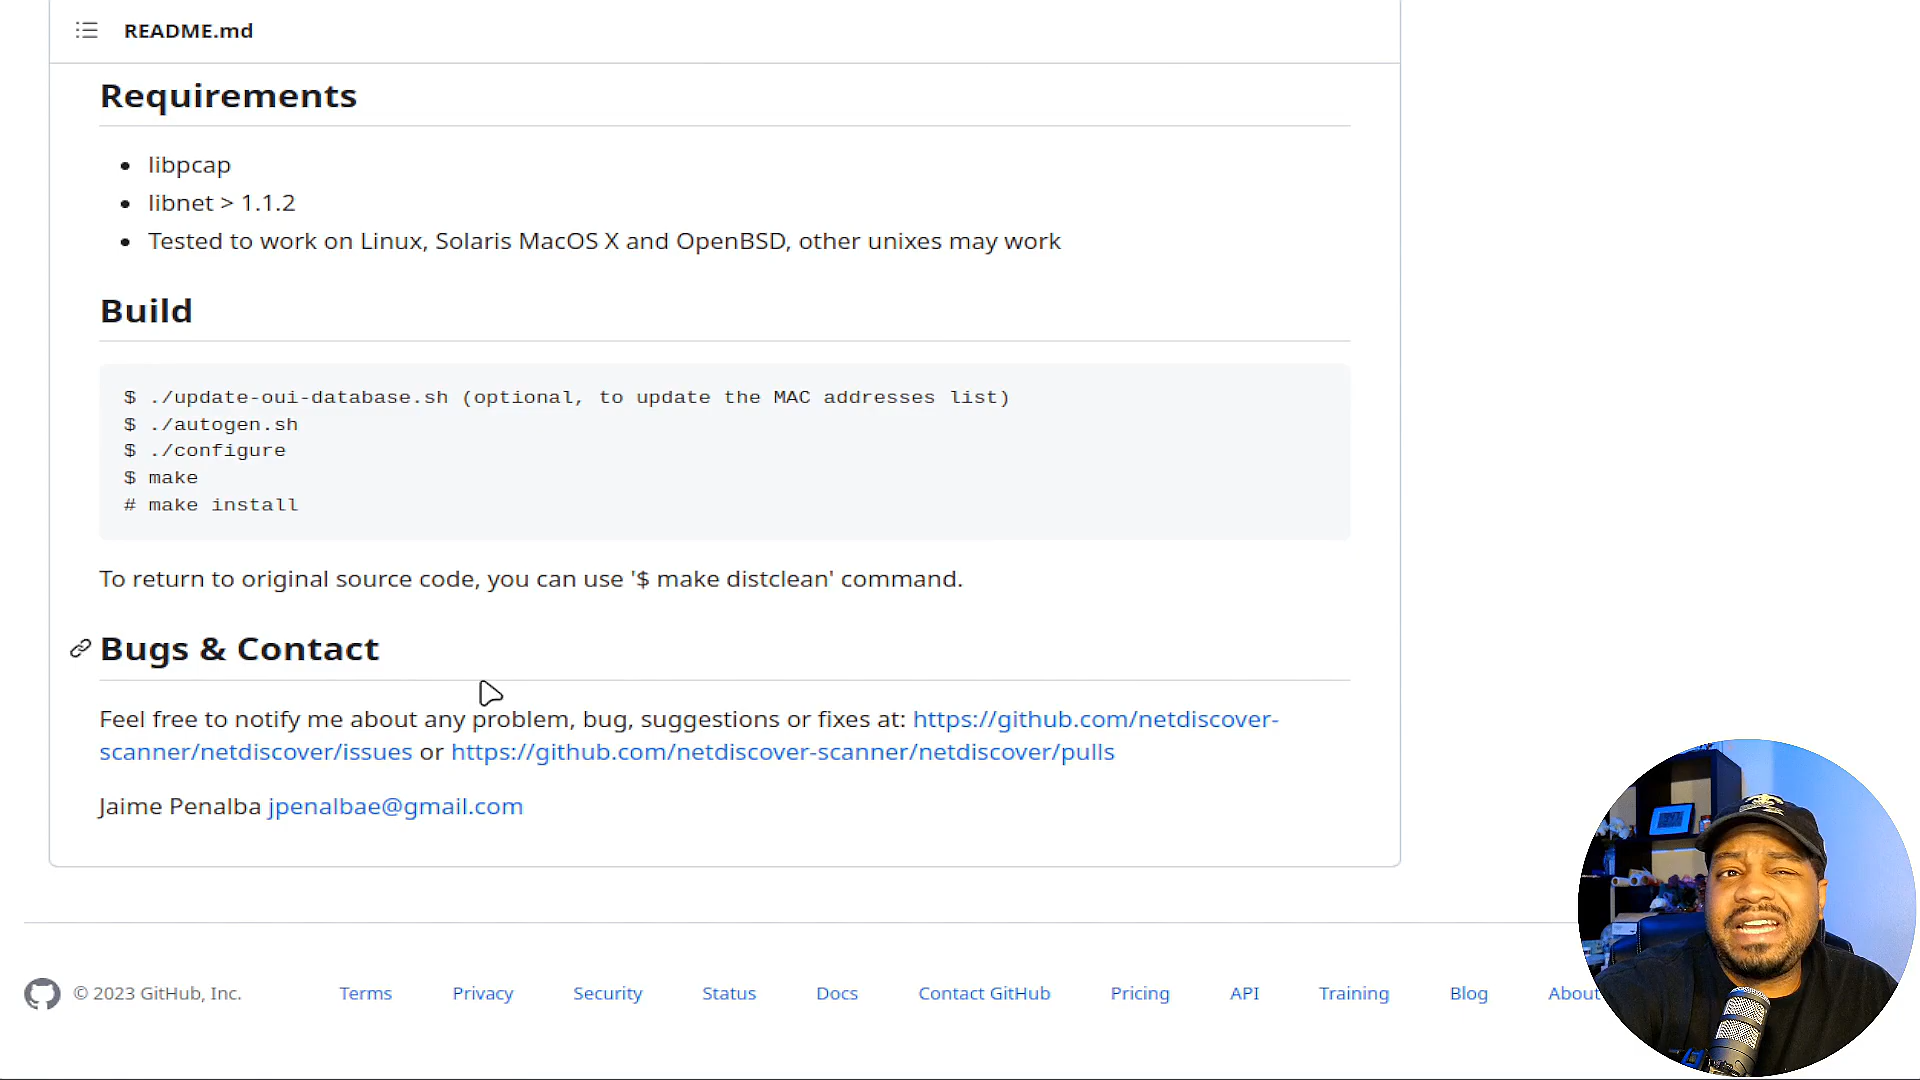 README.md
Requirements
libpcap
libnet > 1.1.2
Tested to work on Linux, Solaris MacOS X and OpenBSD, other unixes may work
Build
$ ./update-oui-database.sh (optional, to update the MAC addresses list)
$ ./autogen.sh
$ ./configure
$ make
# make install
To return to original source code, you can use '$ make distclean' command.
Bugs & Contact
Feel free to notify me about any problem, bug, suggestions or fixes at: https://github.com/netdiscover-
scanner/netdiscover/issues or https://github.com/netdiscover-scanner/netdiscover/pulls
Jaime Penalba jpenalbae@gmail.com
© 2023 GitHub, Inc. Terms Privacy Security Status Docs Contact GitHub Pricing API Training Blog About